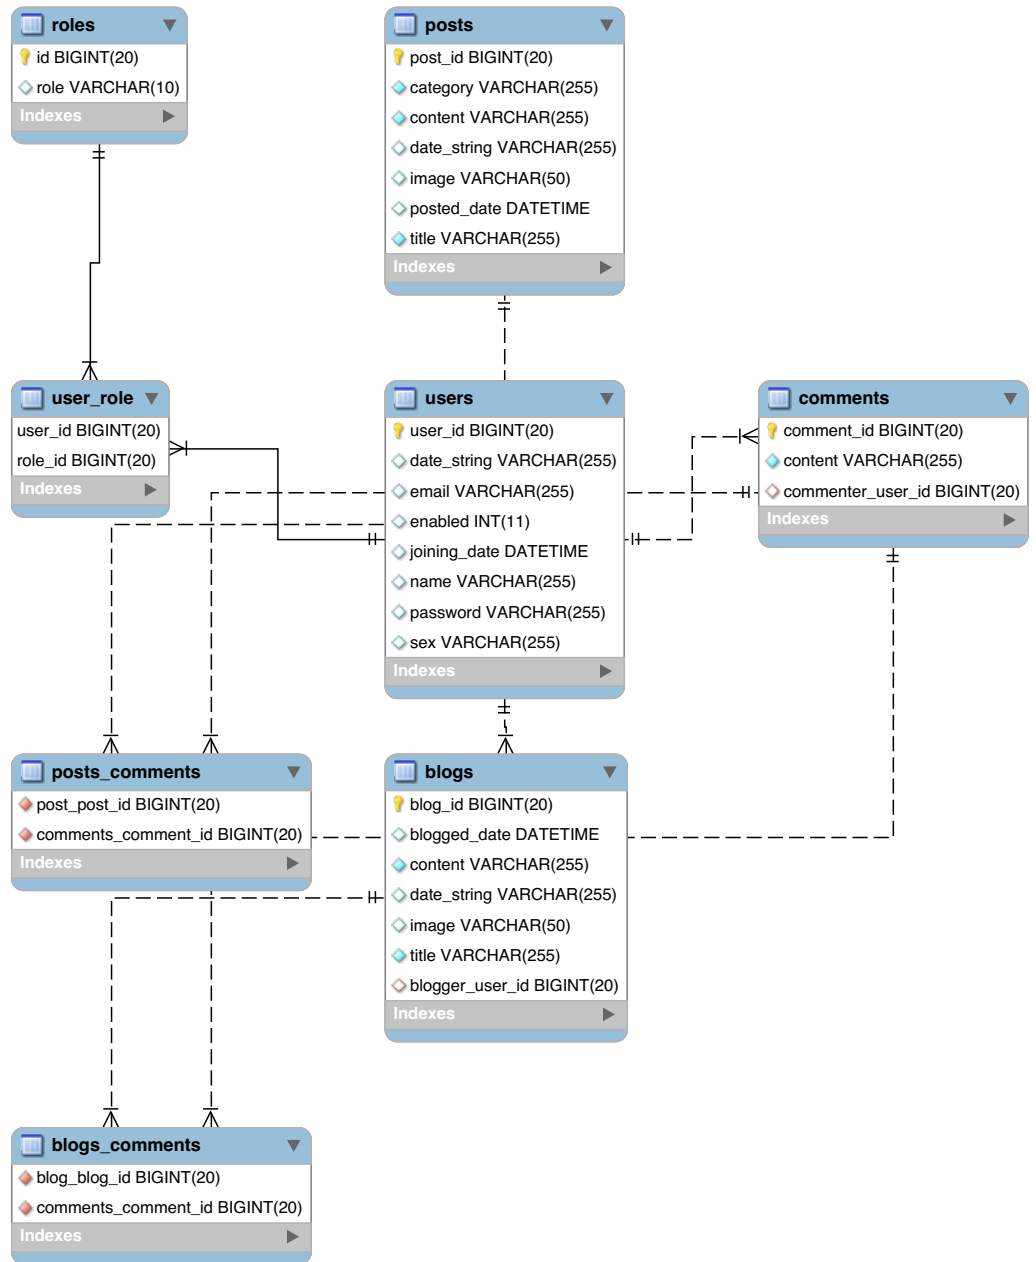 roles
id BIGINT(20)
role VARCHAR(10)
Indexes
posts
post_id BIGINT(20)
category VARCHAR(255)
content VARCHAR(255)
date_string VARCHAR(255)
image VARCHAR(50)
posted_date DATETIME
title VARCHAR(255)
Indexes
user_role
user_id BIGINT(20)
role_id BIGINT(20)
Indexes
users
user_id BIGINT(20)
date_string VARCHAR(255)
email VARCHAR(255)
enabled INT(11)
joining_date DATETIME
name VARCHAR(255)
password VARCHAR(255)
sex VARCHAR(255)
Indexes
comments
comment_id BIGINT(20)
content VARCHAR(255)
commenter_user_id BIGINT(20)
Indexes
posts_comments
post_post_id BIGINT(20)
comments_comment_id BIGINT(20)
Indexes
blogs
blog_id BIGINT(20)
blogged_date DATETIME
content VARCHAR(255)
date_string VARCHAR(255)
image VARCHAR(50)
title VARCHAR(255)
blogger_user_id BIGINT(20)
Indexes
blogs_comments
blog_blog_id BIGINT(20)
comments_comment_id BIGINT(20)
Indexes